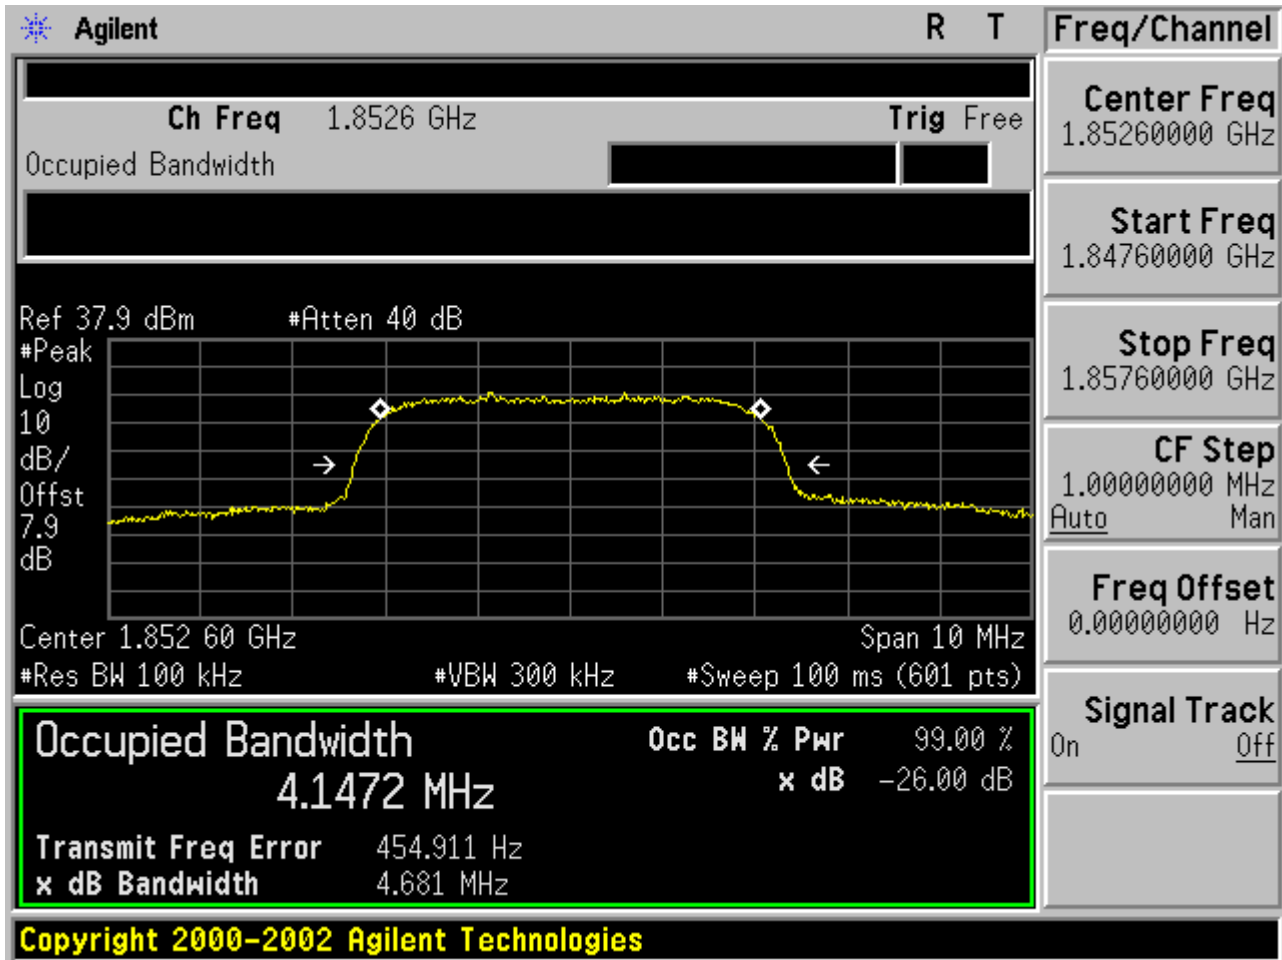 Agilent R T Freq/Channel
Ch Freq 1.8526 GHz Trig Free
Occupied Bandwidth
Center Freq
1.85260000 GHz
Start Freq
1.84760000 GHz
Stop Freq
1.85760000 GHz
CF Step
1.00000000 MHz
Auto Man
Freq Offset
0.00000000 Hz
Signal Track
On Off
Ref 37.9 dBm #Atten 40 dB
#Peak
Log
10
dB/
Offst
7.9
dB
Center 1.852 60 GHz Span 10 MHz
#Res BW 100 kHz #VBW 300 kHz #Sweep 100 ms (601 pts)
Occupied Bandwidth Occ BW % Pwr 99.00 %
4.1472 MHz x dB -26.00 dB
Transmit Freq Error 454.911 Hz
x dB Bandwidth 4.681 MHz
Copyright 2000-2002 Agilent Technologies